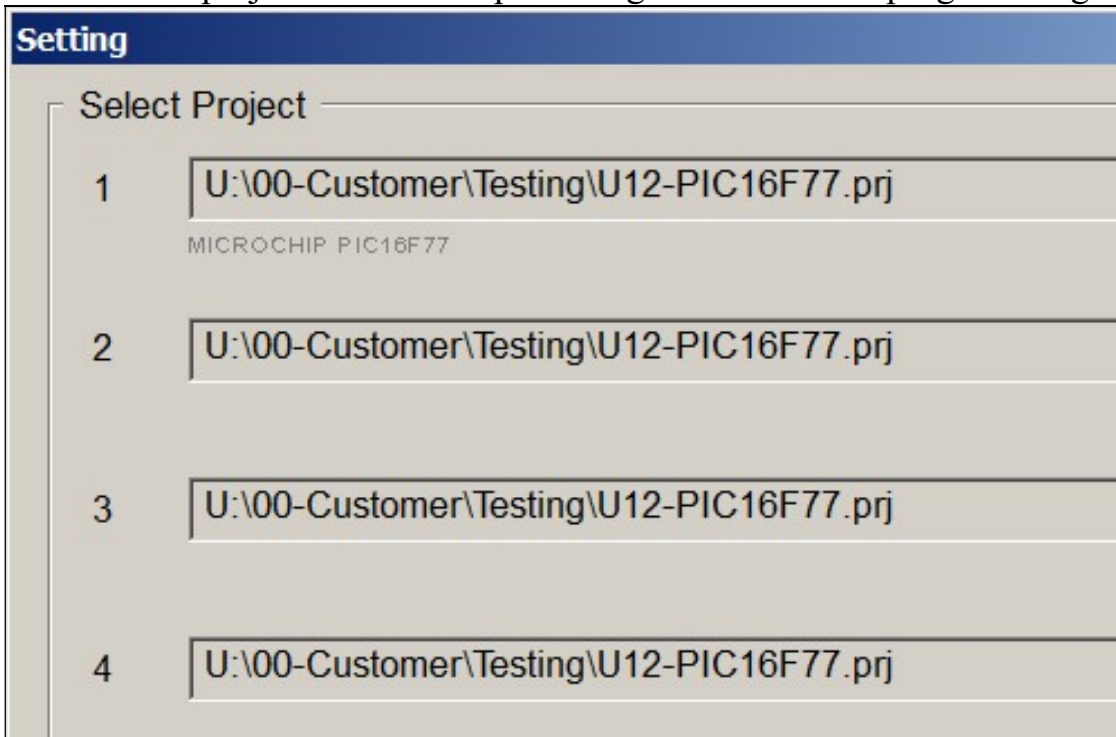 Setting
Select Project
1 U:\00-Customer\Testing\U12-PIC16F77.prj
MICROCHIP PIC16F77
2 U:\00-Customer\Testing\U12-PIC16F77.prj
3 U:\00-Customer\Testing\U12-PIC16F77.prj
4 U:\00-Customer\Testing\U12-PIC16F77.prj